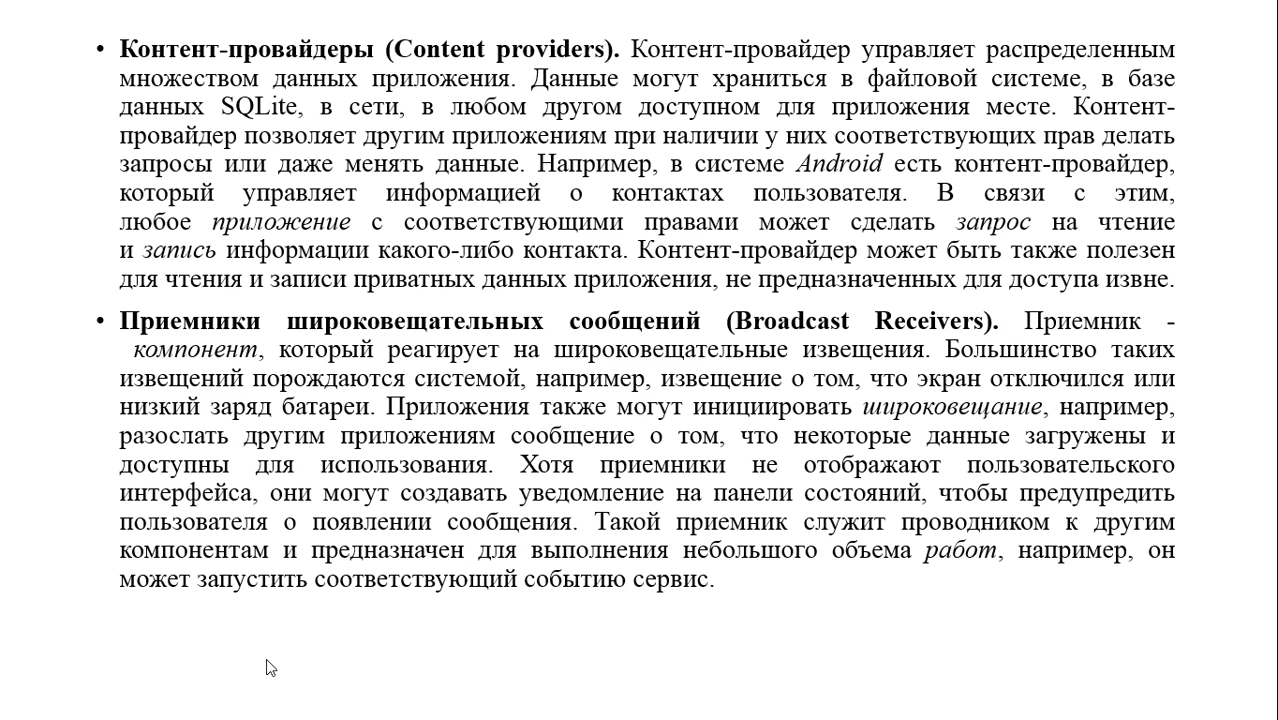 • Контент-провайдеры (Content providers). Контент-провайдер управляет распределенным
множеством данных приложения. Данные могут храниться в файловой системе, в базе
данных SQLite, в сети, в любом другом доступном для приложения месте. Контент-
провайдер позволяет другим приложениям при наличии у них соответствующих прав делать
запросы или даже менять данные. Например, в системе Android есть контент-провайдер,
который управляет информацией о контактах пользователя. В связи с этим,
любое приложение с соответствующими правами может сделать запрос на чтение
и запись информации какого-либо контакта. Контент-провайдер может быть также полезен
для чтения и записи приватных данных приложения, не предназначенных для доступа извне.
• Приемники широковещательных сообщений (Broadcast Receivers). Приемник -
компонент, который реагирует на широковещательные извещения. Большинство таких
извещений порождаются системой, например, извещение о том, что экран отключился или
низкий заряд батареи. Приложения также могут инициировать широковещание, например,
разослать другим приложениям сообщение о том, что некоторые данные загружены и
доступны для использования. Хотя приемники не отображают пользовательского
интерфейса, они могут создавать уведомление на панели состояний, чтобы предупредить
пользователя о появлении сообщения. Такой приемник служит проводником к другим
компонентам и предназначен для выполнения небольшого объема работ, например, он
может запустить соответствующий событию сервис.